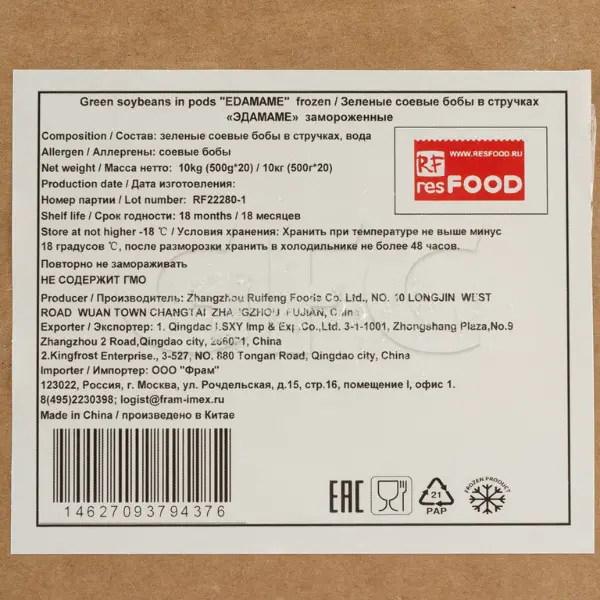 Green soybeans in pods "EDAMAME" frozen / Зеленые соевые бобы в стручках
«ЭДАМАМЕ» замороженные
Composition / Состав: зеленые соевые бобы в стручках, вода
Allergen / Аллергены: соевые бобы
Net weight / Масса нетто: 10kg (500g*20) / 10кг (500г*20)
Production date / Дата изготовления:
Номер партии / Lot number: RF22280-1
Shelf life / Срок годности: 18 months / 18 месяцев
Store at not higher -18 ℃ / Условия хранения: Хранить при температуре не выше минус
18 градусов ℃, после разморозки хранить в холодильнике не более 48 часов.
Повторно не замораживать
НЕ СОДЕРЖИТ ГМО
Producer / Производитель: Zhangzhou Ruifeng Foods Co. Ltd., NO. 10 LONGJIN WEST
ROAD WUAN TOWN CHANGTAI ZHANGZHOU FUJIAN, China
Exporter / Экспортер: 1. Qingdao LSXY Imp & Exp Co.,Ltd. 3-1-1001, Zhongshang Plaza,No.9
Zhangzhou 2 Road,Qingdao city, 266071, China
2.Kingfrost Enterprise., 3-527, NO. 880 Tongan Road, Qingdao city, China
Importer / Импортер: ООО "Фрам"
123022, Россия, г. Москва, ул. Рочдельская, д.15, стр.16, помещение I, офис 1.
8(495)2230398; logist@fram-imex.ru
Made in China / произведено в Китае
WWW.RESFOOD.RU
RF
resFOOD
14627093794376
EAC
21
PAP
FROZEN PRODUCT